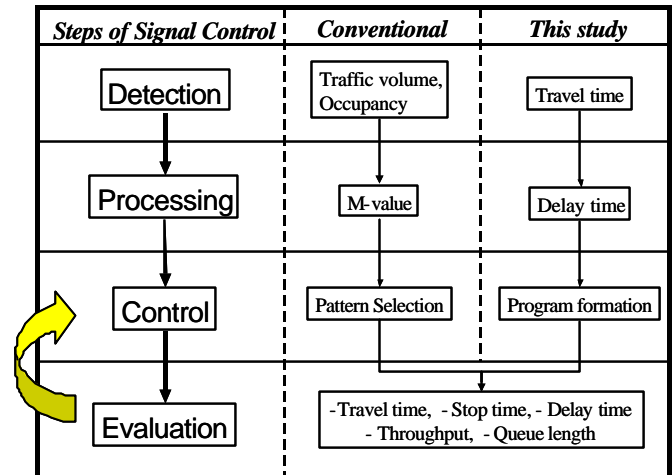 Steps of Signal Control Conventional This study
Detection
Traffic volume,
Occupancy
Travel time
Processing
M-value
Delay time
Control
Pattern Selection
Program formation
Evaluation
-Travel time, - Stop time, - Delay time
- Throughput, - Queue length